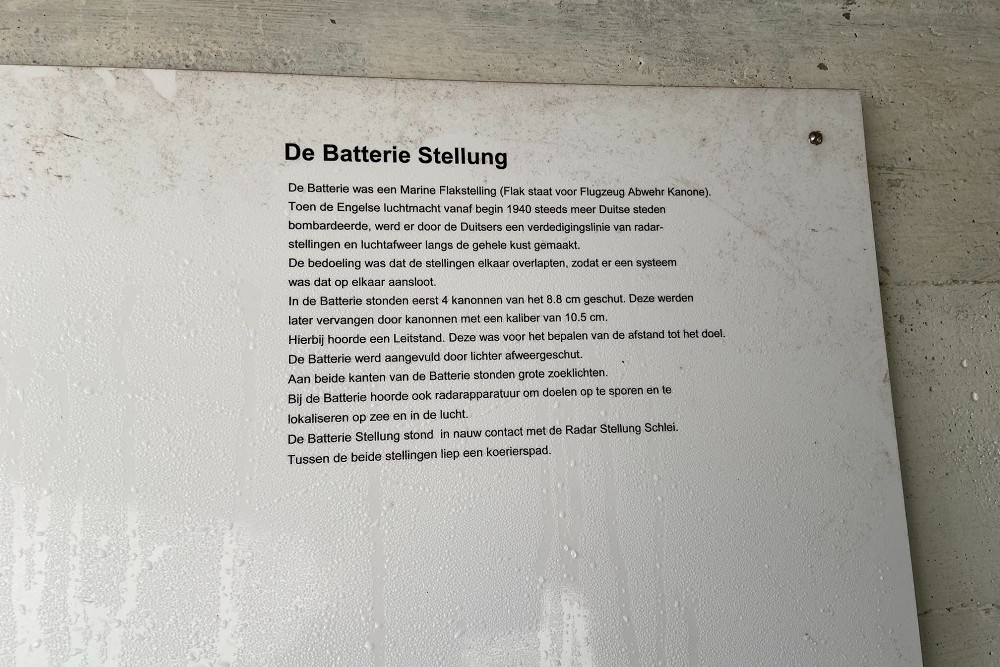 De Batterie Stellung
De Batterie was een Marine Flakstelling (Flak staat voor Flugzeug Abwehr Kanone).
Toen de Engelse luchtmacht vanaf begin 1940 steeds meer Duitse steden
bombardeerde, werd er door de Duitsers een verdedigingslinie van radar-
stellingen en luchtafweer langs de gehele kust gemaakt.
De bedoeling was dat de stellingen elkaar overlapten, zodat er een systeem
was dat op elkaar aansloot.
In de Batterie stonden eerst 4 kanonnen van het 8.8 cm geschut. Deze werden
later vervangen door kanonnen met een kaliber van 10.5 cm.
Hierbij hoorde een Leitstand. Deze was voor het bepalen van de afstand tot het doel.
De Batterie werd aangevuld door lichter afweergeschut.
Aan beide kanten van de Batterie stonden grote zoeklichten.
Bij de Batterie hoorde ook radarapparatuur om doelen op te sporen en te
lokaliseren op zee en in de lucht.
De Batterie Stellung stond in nauw contact met de Radar Stellung Schlei.
Tussen de beide stellingen liep een koerierspad.